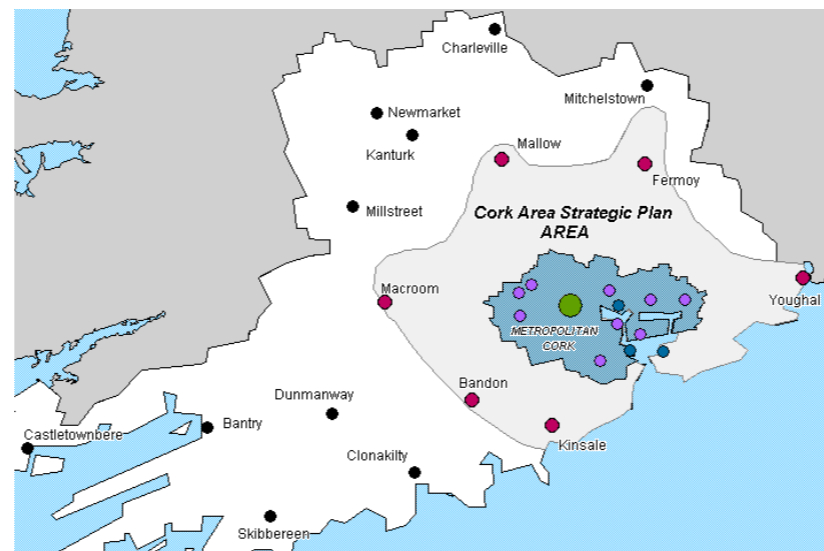 Charleville
Mitchelstown
Newmarket
Kanturk
Mallow
Fermoy
Millstreet
Cork Area Strategic Plan
AREA
Macroom
Youghal
METROPOLITAN
CORK
Bandon
Dunmanway
Bantry
Castletownbere
Kinsale
Clonakilty
Skibbereen